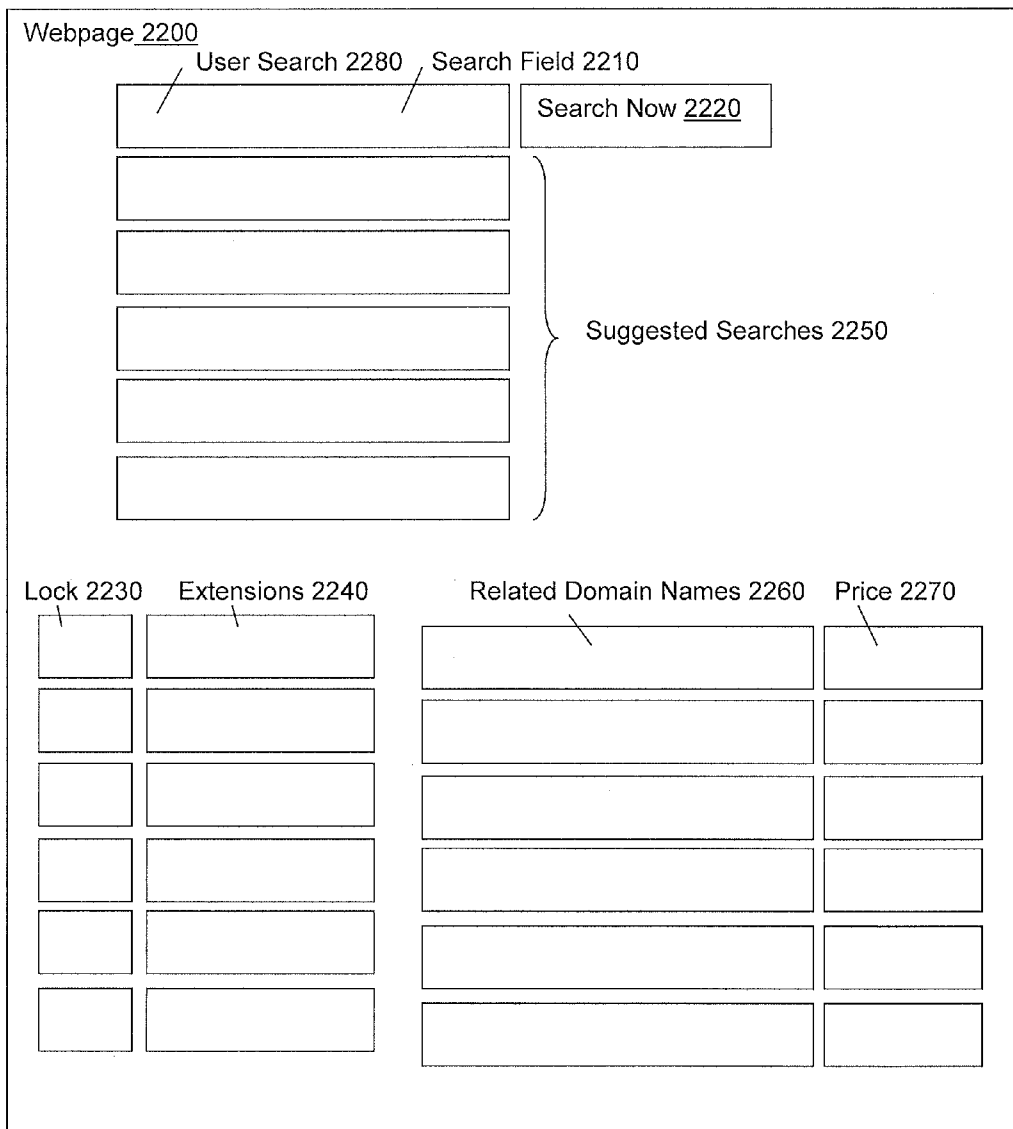 Webpage 2200
User Search 2280 Search Field 2210
Search Now 2220
Suggested Searches 2250
Lock 2230 Extensions 2240 Related Domain Names 2260 Price 2270